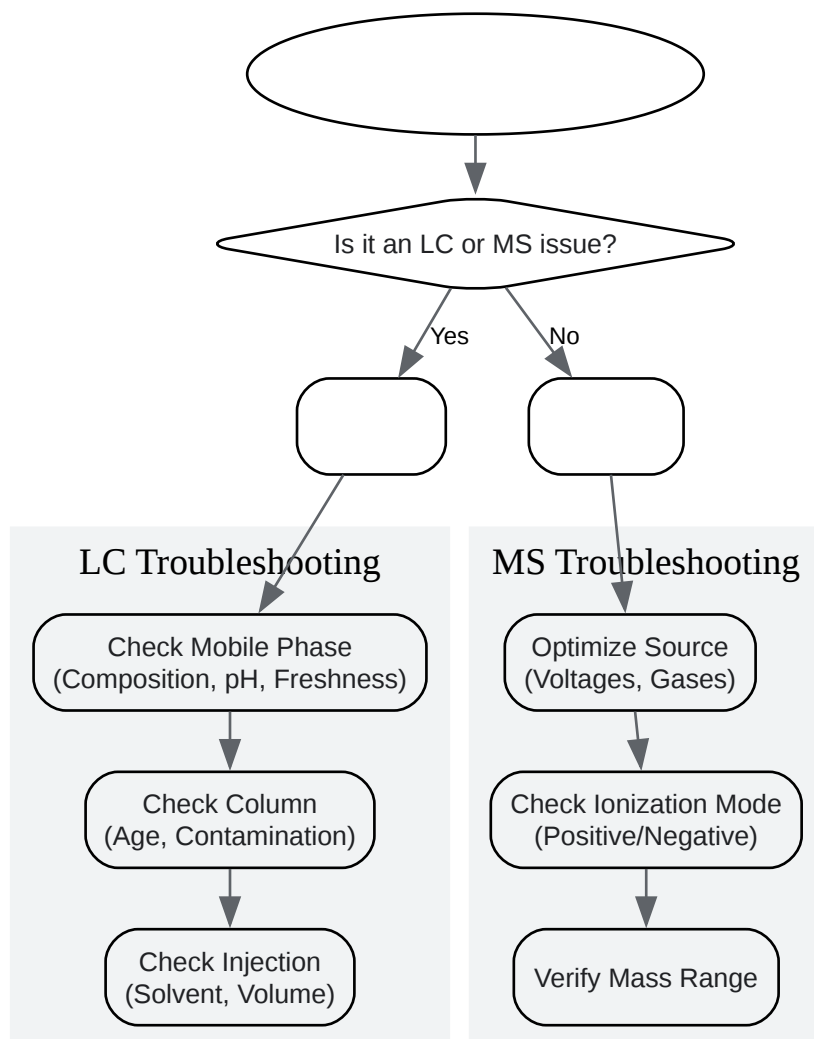 Is it an LC or MS issue?
Yes
No
LC Troubleshooting
Check Mobile Phase
(Composition, pH, Freshness)
Check Column
(Age, Contamination)
Check Injection
(Solvent, Volume)
MS Troubleshooting
Optimize Source
(Voltages, Gases)
Check Ionization Mode
(Positive/Negative)
Verify Mass Range